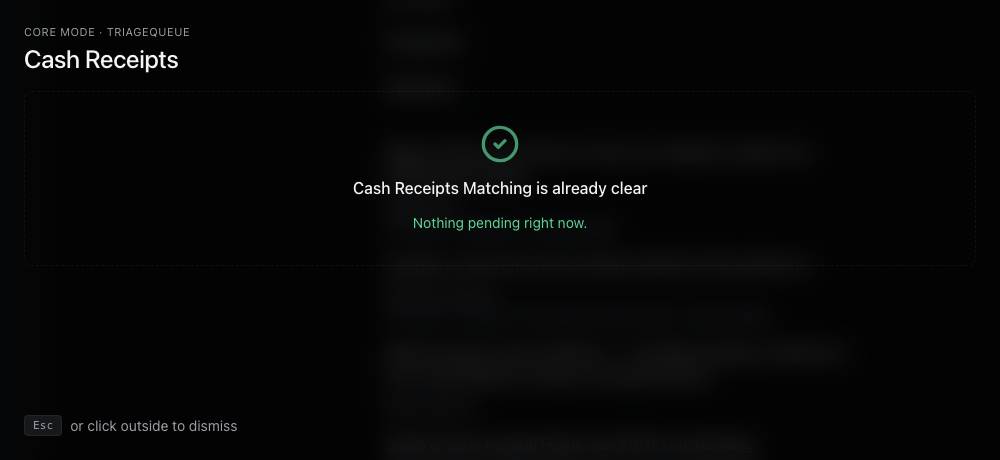 CORE MODE · TRIAGEQUEUE
Cash Receipts
Cash Receipts Matching is already clear
Nothing pending right now.
Esc or click outside to dismiss